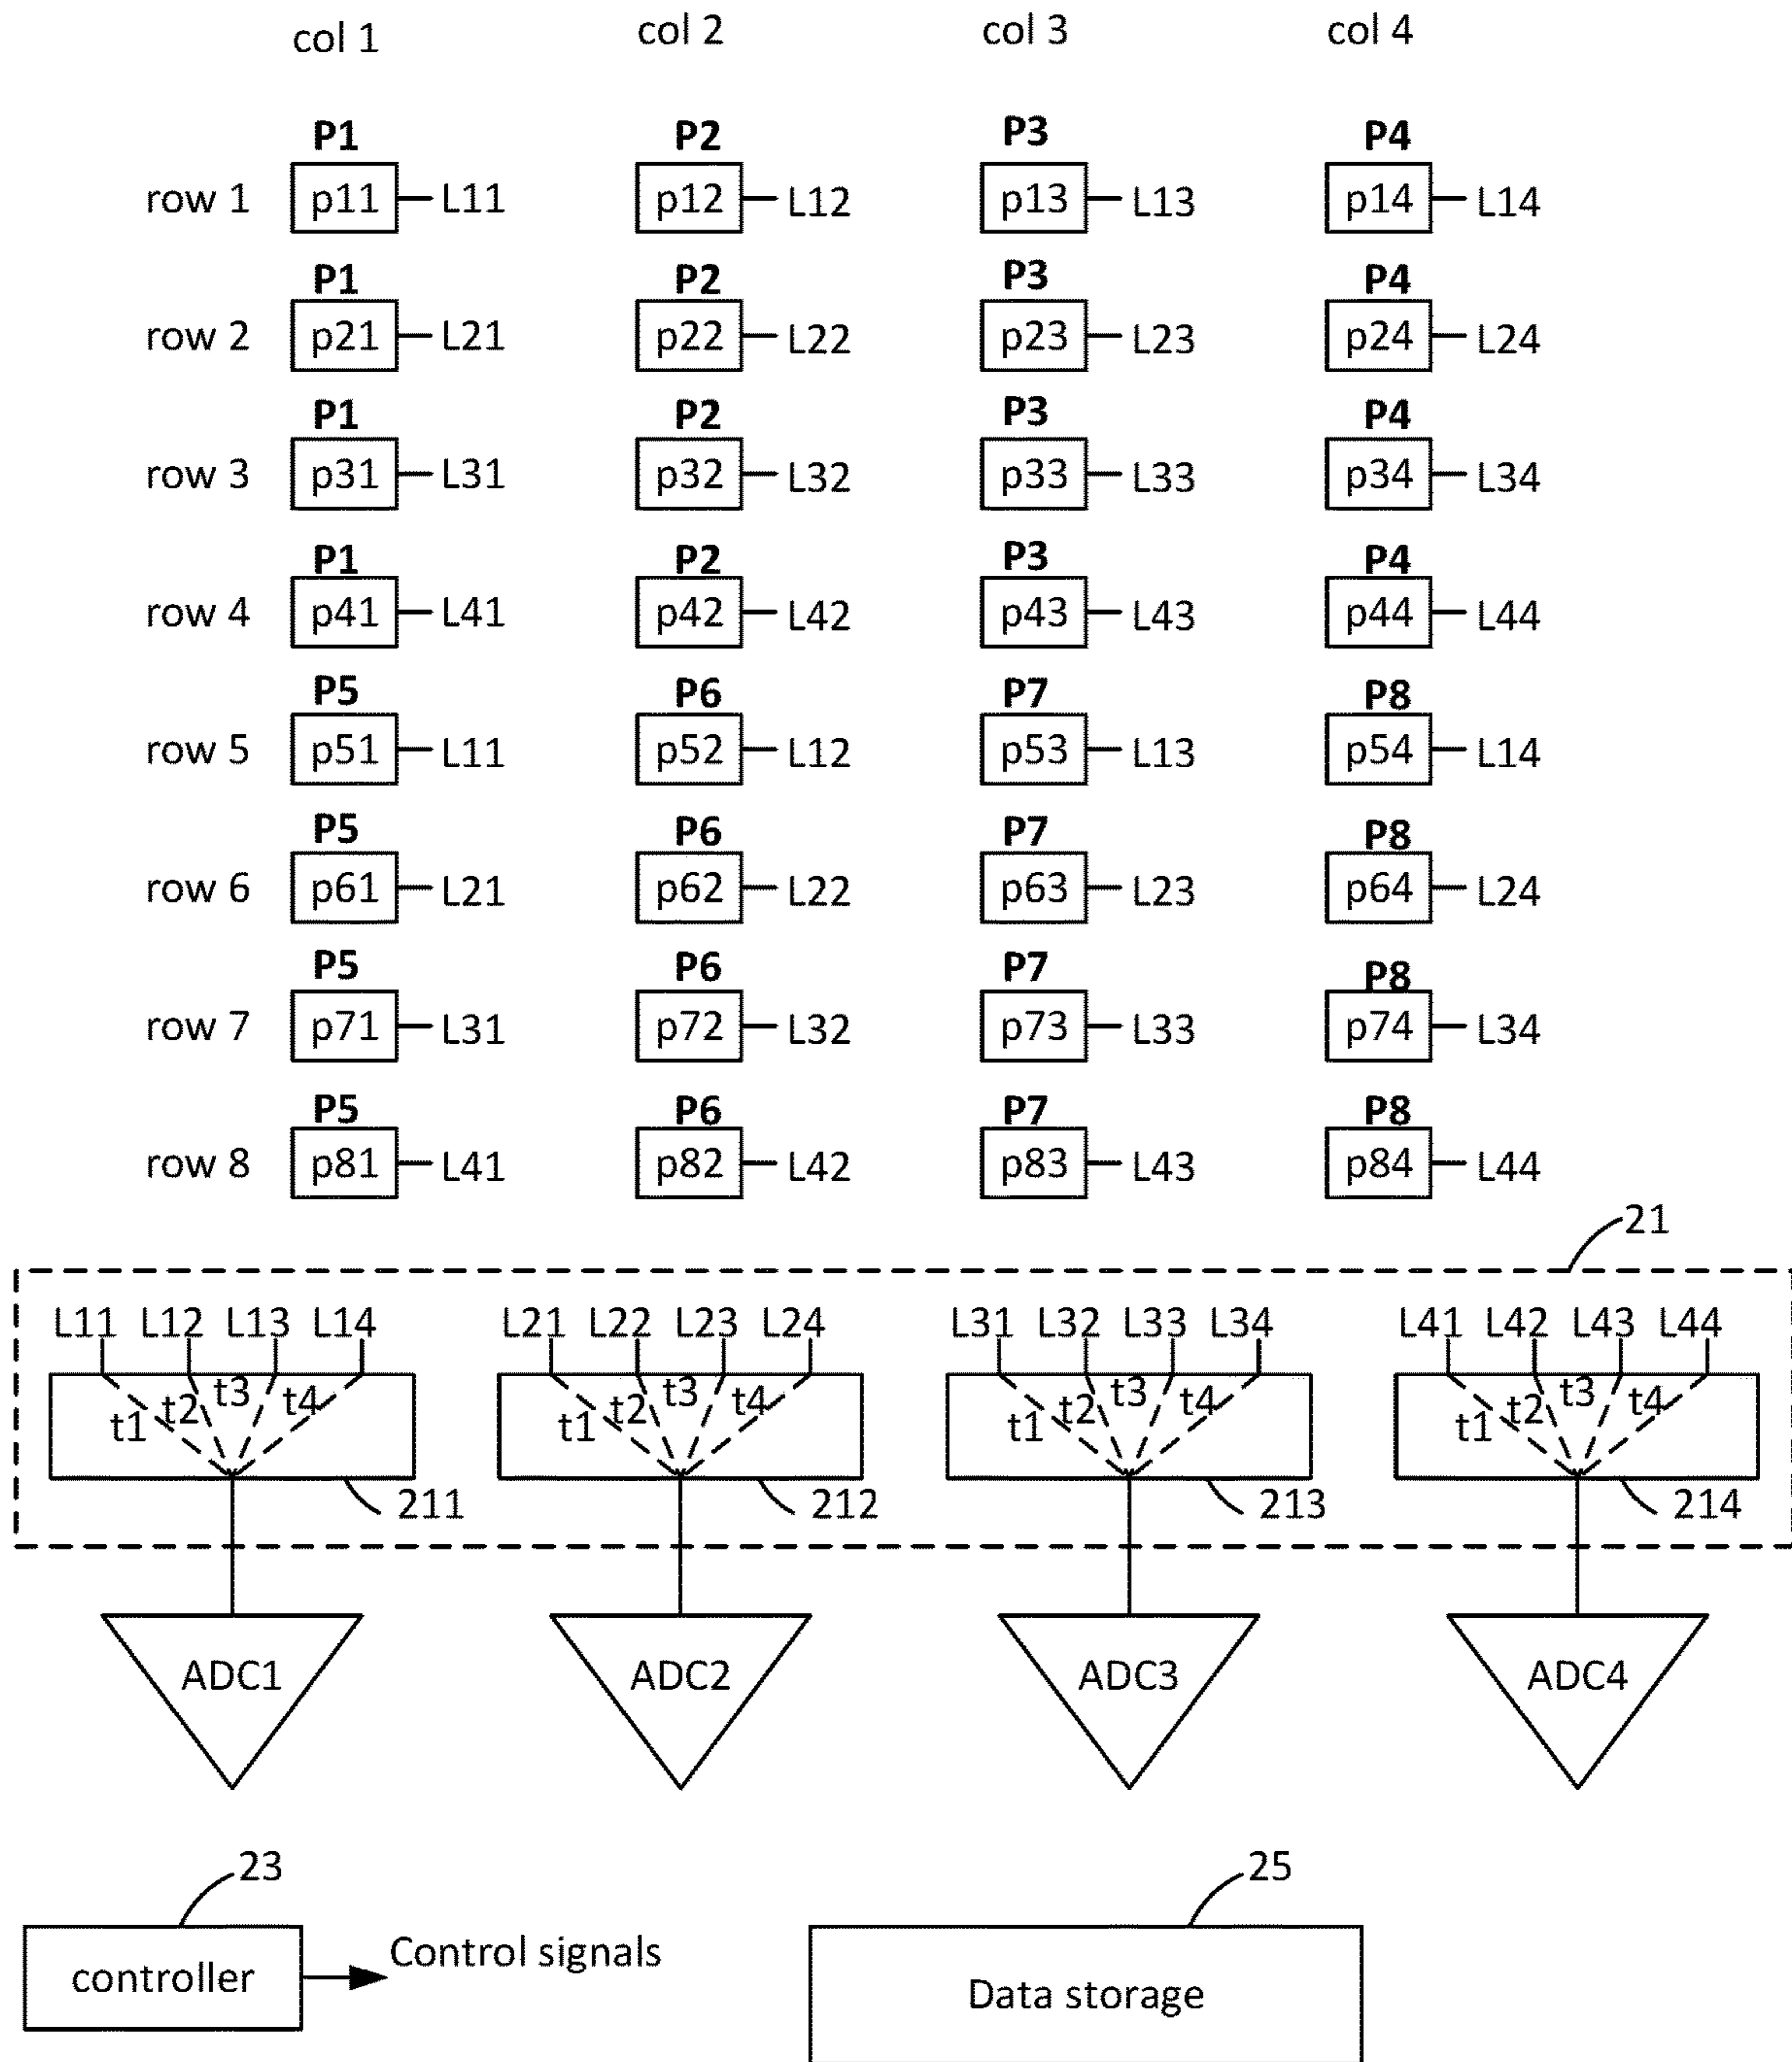 col 1 col 2 col 3 col 4
P1 P2 P3 P4
row 1 p11 L11 p12 L12 p13 L13 p14 L14
P1 P2 P3 P4
row 2 p21 L21 p22 L22 p23 L23 p24 L24
P1 P2 P3 P4
row 3 p31 L31 p32 L32 p33 L33 p34 L34
P1 P2 P3 P4
row 4 p41 L41 p42 L42 p43 L43 p44 L44
P5 P6 P7 P8
row 5 p51 L11 p52 L12 p53 L13 p54 L14
P5 P6 P7 P8
row 6 p61 L21 p62 L22 p63 L23 p64 L24
P5 P6 P7 P8
row 7 p71 L31 p72 L32 p73 L33 p74 L34
P5 P6 P7 P8
row 8 p81 L41 p82 L42 p83 L43 p84 L44
21
L11 L12 L13 L14 L21 L22 L23 L24 L31 L32 L33 L34 L41 L42 L43 L44
t1 t2 t3 t4 t1 t2 t3 t4 t1 t2 t3 t4 t1 t2 t3 t4
211 212 213 214
ADC1 ADC2 ADC3 ADC4
23 25
controller Control signals
Data storage